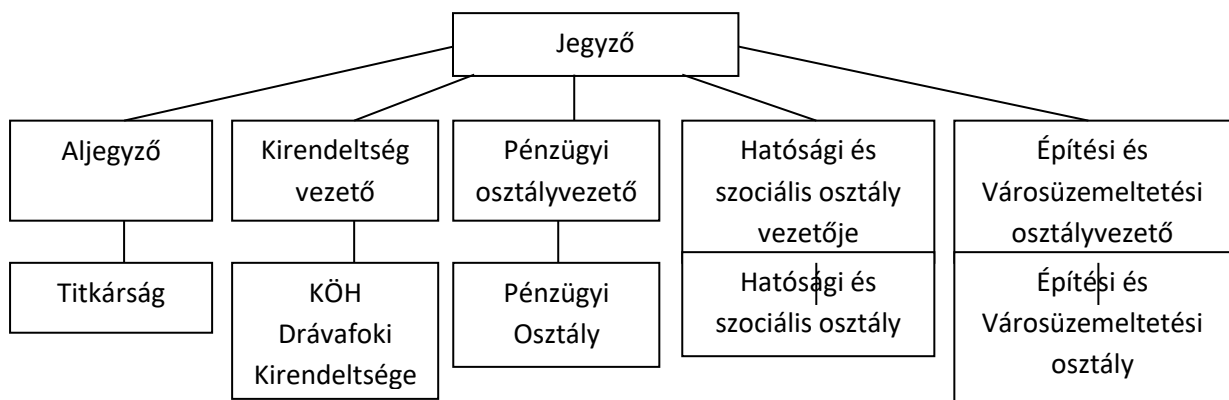 Jegyző
Aljegyző
Kirendeltség
vezető
Pénzügyi
osztályvezető
Hatósági és
szociális osztály
vezetője
Építési és
Városüzemeltetési
osztályvezető
Titkárság
KÖH
Drávafoki
Kirendeltsége
Pénzügyi
Osztály
Hatósági és
szociális osztály
Építési és
Városüzemeltetési
osztály